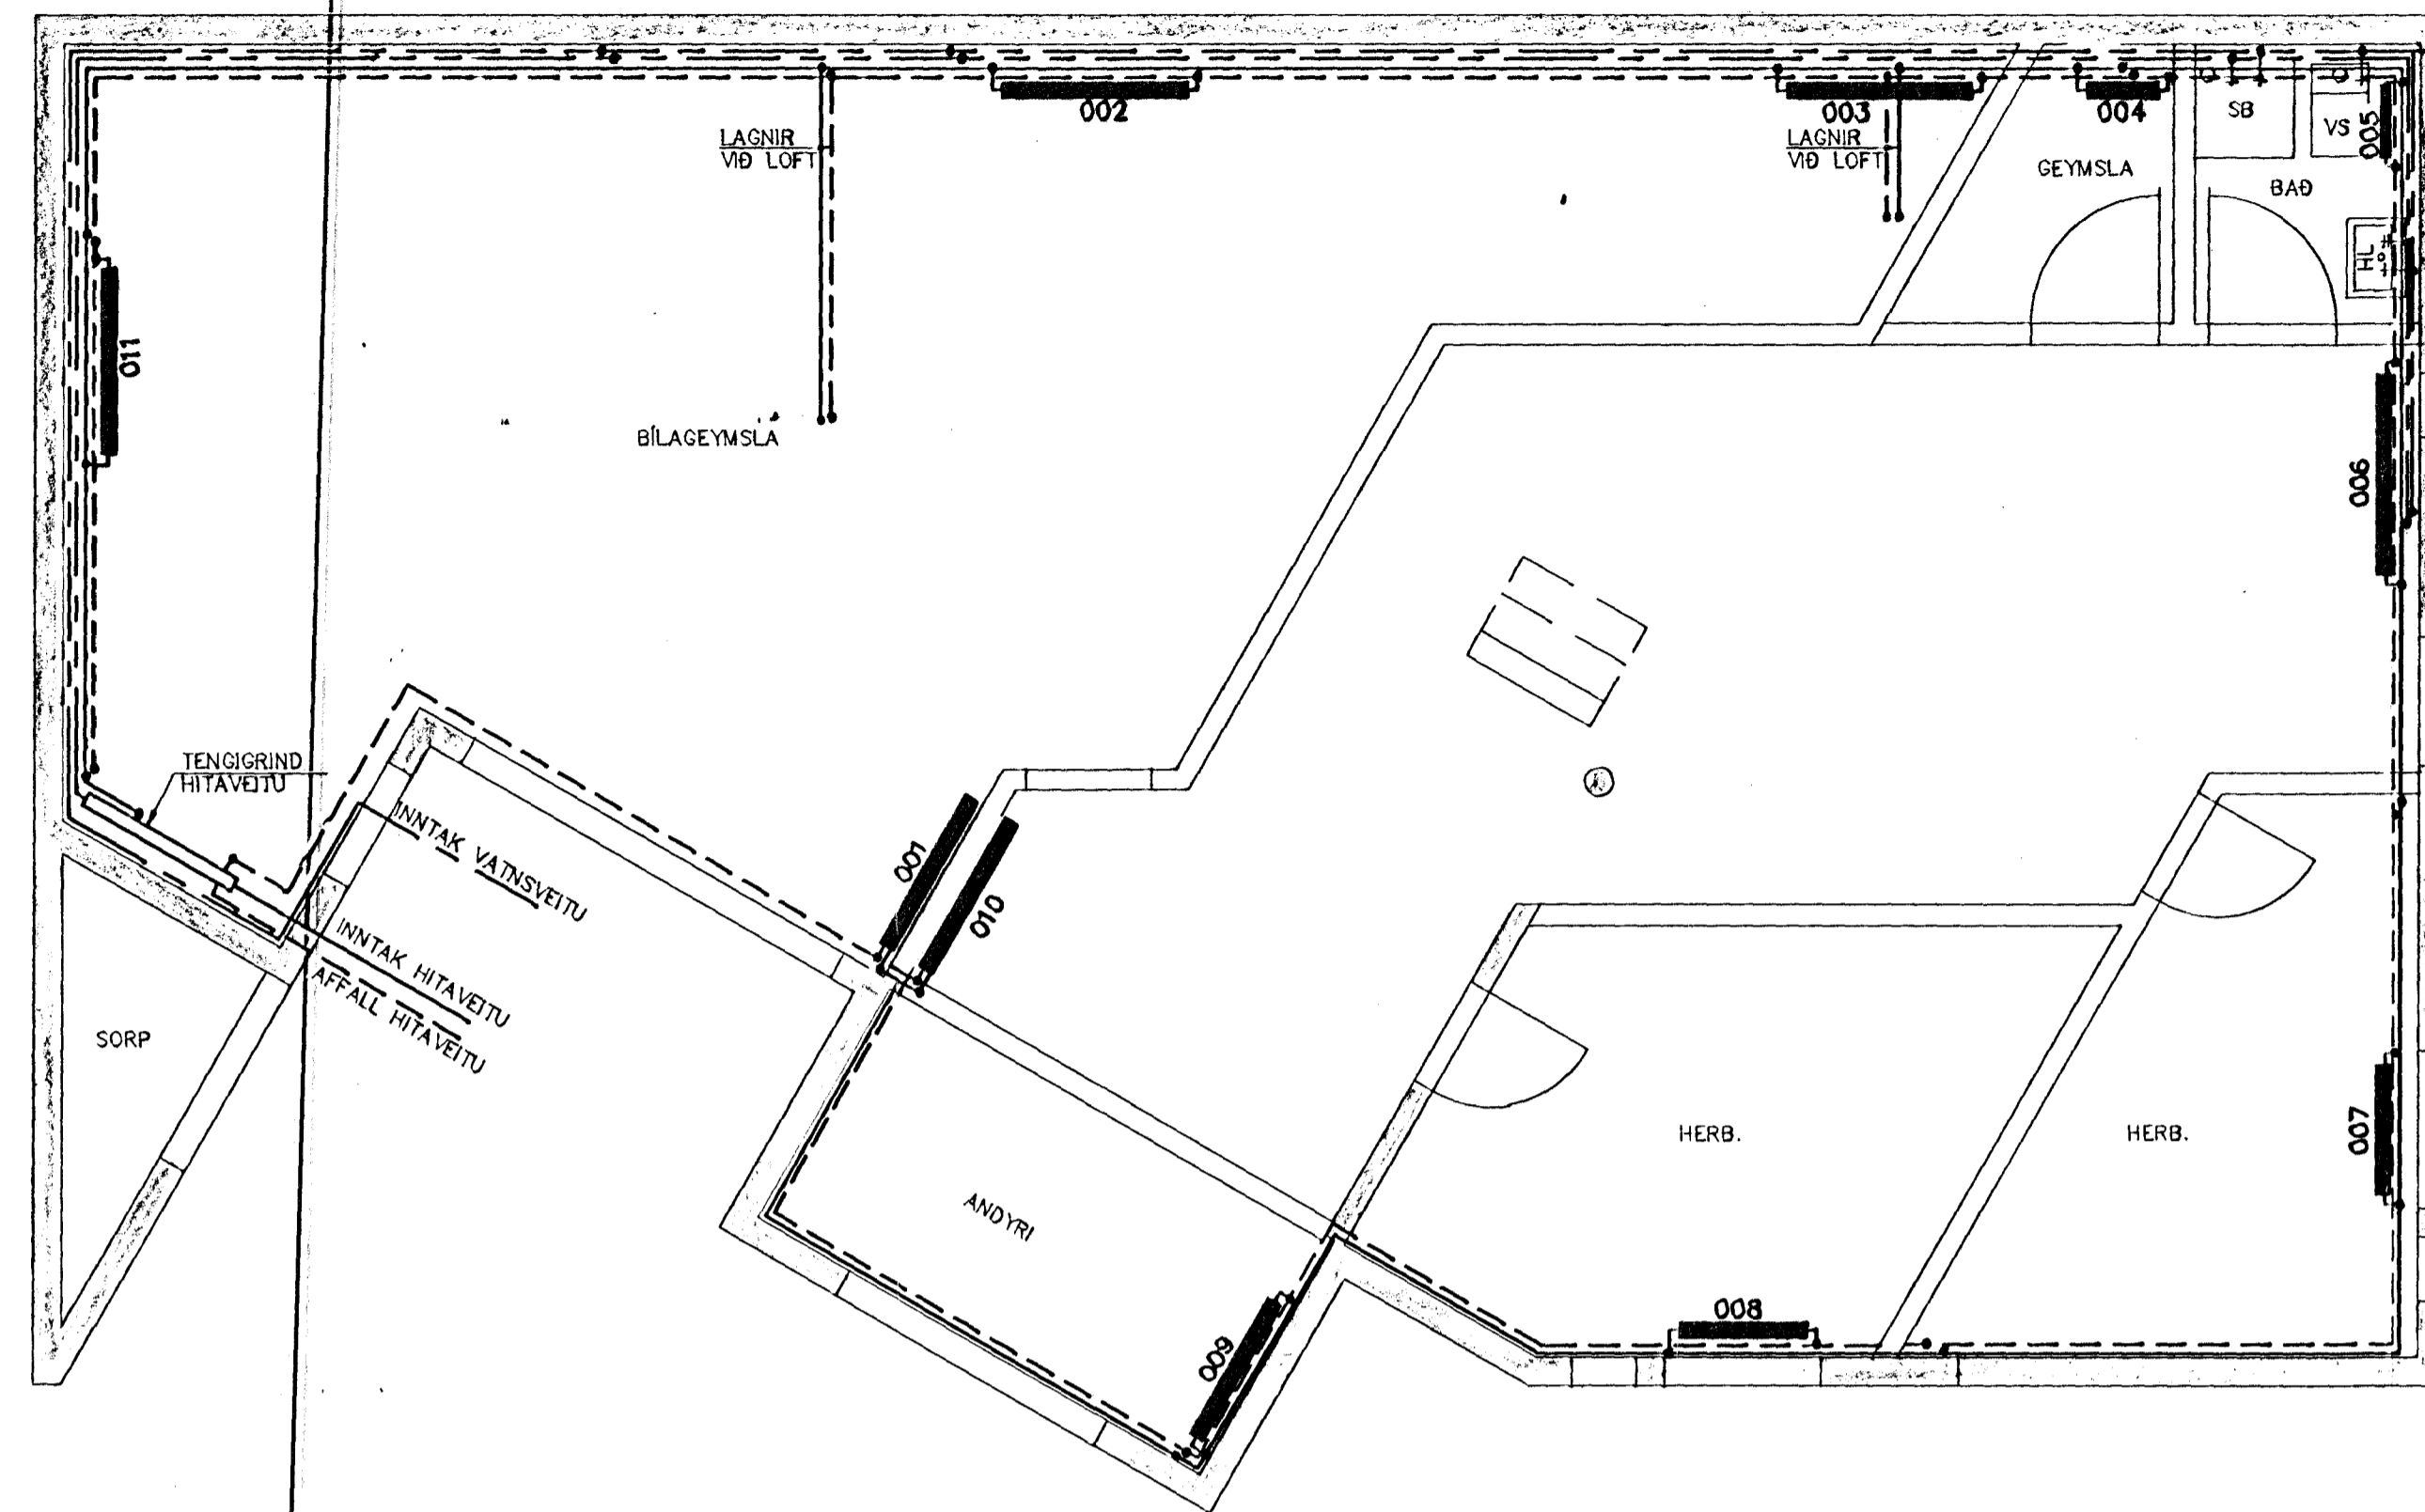 002
003
004
005
LAGNIR
VIÐ LOFT
LAGNIR
VIÐ LOFT
SB
VS
GEYMSLA
BAÐ
HL
011
BÍLAGEYMSLA
006
TENGIGRIND
HITAVEITU
INNTAK VATNSVEITU
001
010
INNTAK HITAVEITU
AFFALL HITAVEITU
SORP
HERB.
HERB.
007
ANDYRI
008
009